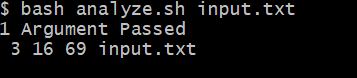 $ bash analyze.sh input.txt
1 Argument Passed
 3 16 69 input.txt